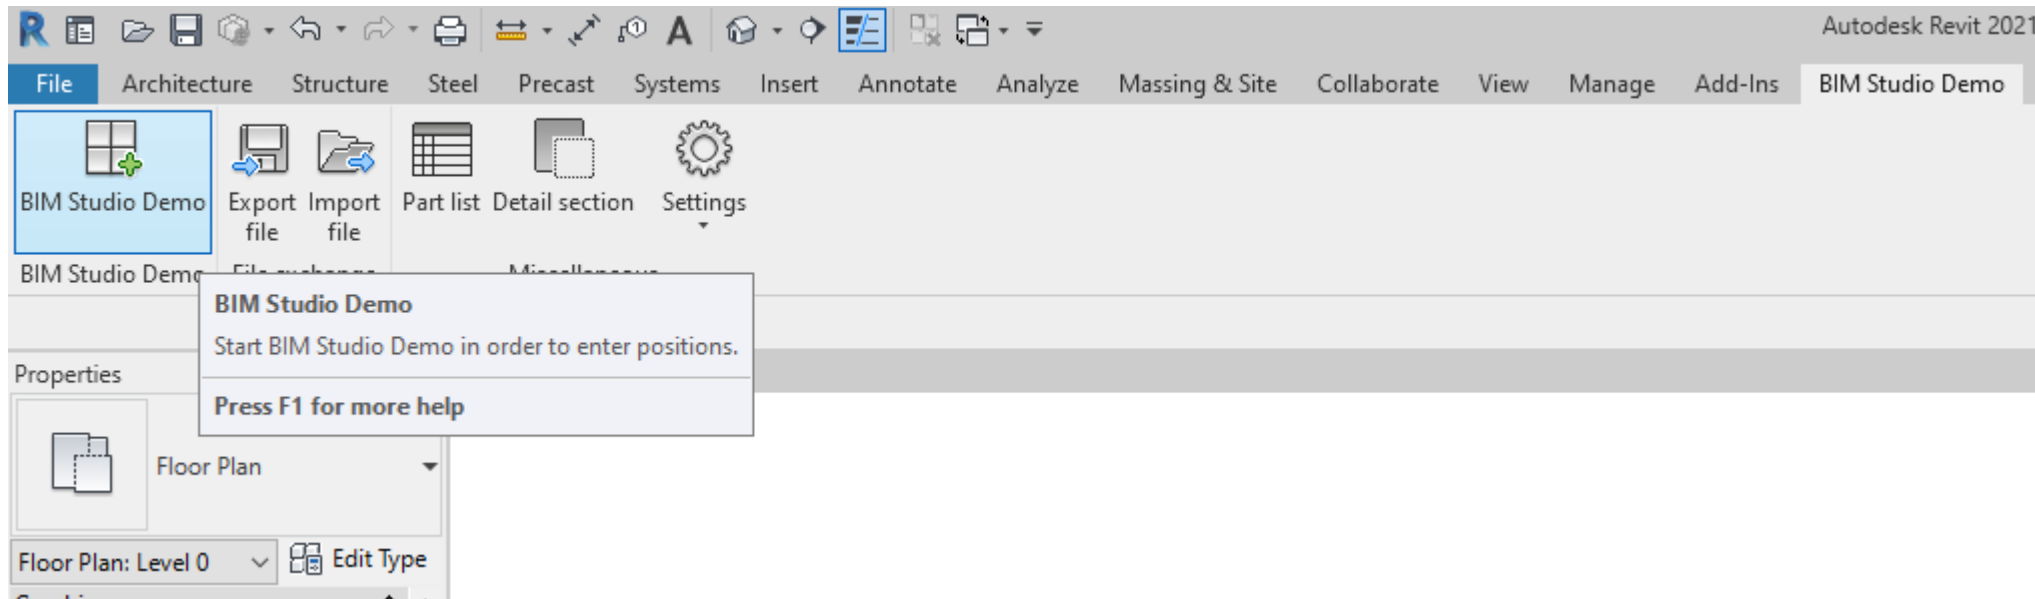 Autodesk Revit 2021
File Architecture Structure Steel Precast Systems Insert Annotate Analyze Massing & Site Collaborate View Manage Add-Ins BIM Studio Demo
BIM Studio Demo Export file Import file Part list Detail section Settings
BIM Studio Demo
BIM Studio Demo
Start BIM Studio Demo in order to enter positions.
Press F1 for more help
Properties
Floor Plan
Floor Plan: Level 0 Edit Type